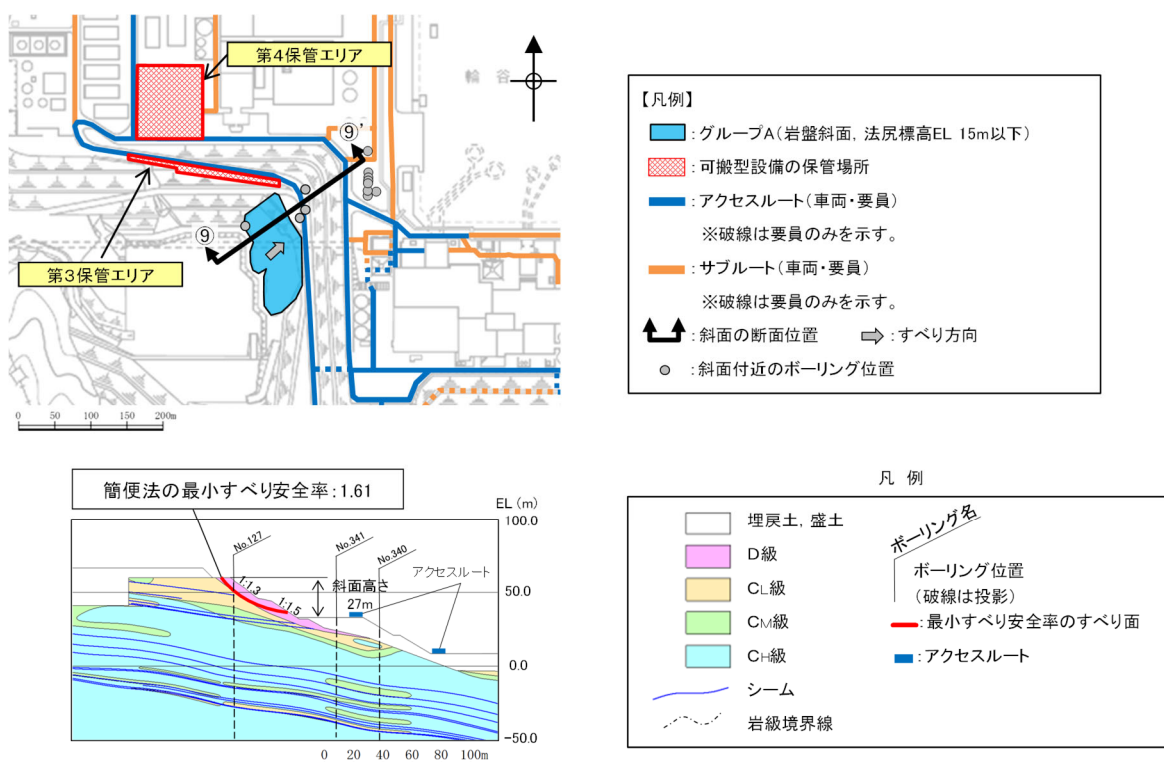 第4保管エリア
輪谷
⑨'
⑨
第3保管エリア
0 50 100 150 200m
【凡例】
:グループA(岩盤斜面, 法尻標高EL 15m以下)
:可搬型設備の保管場所
:アクセスルート(車両・要員)
※破線は要員のみを示す。
:サブルート(車両・要員)
※破線は要員のみを示す。
:斜面の断面位置
:すべり方向
:斜面付近のボーリング位置
簡便法の最小すべり安全率:1.61
EL (m)
100.0
50.0
0.0
-50.0
No.127
No.341
No.340
アクセスルート
1:1.3
1:1.5
斜面高さ
27m
0 20 40 60 80 100m
凡 例
埋戻土, 盛土
D級
CL級
CM級
CH級
シーム
岩級境界線
ボーリング名
ボーリング位置
(破線は投影)
:最小すべり安全率のすべり面
:アクセスルート